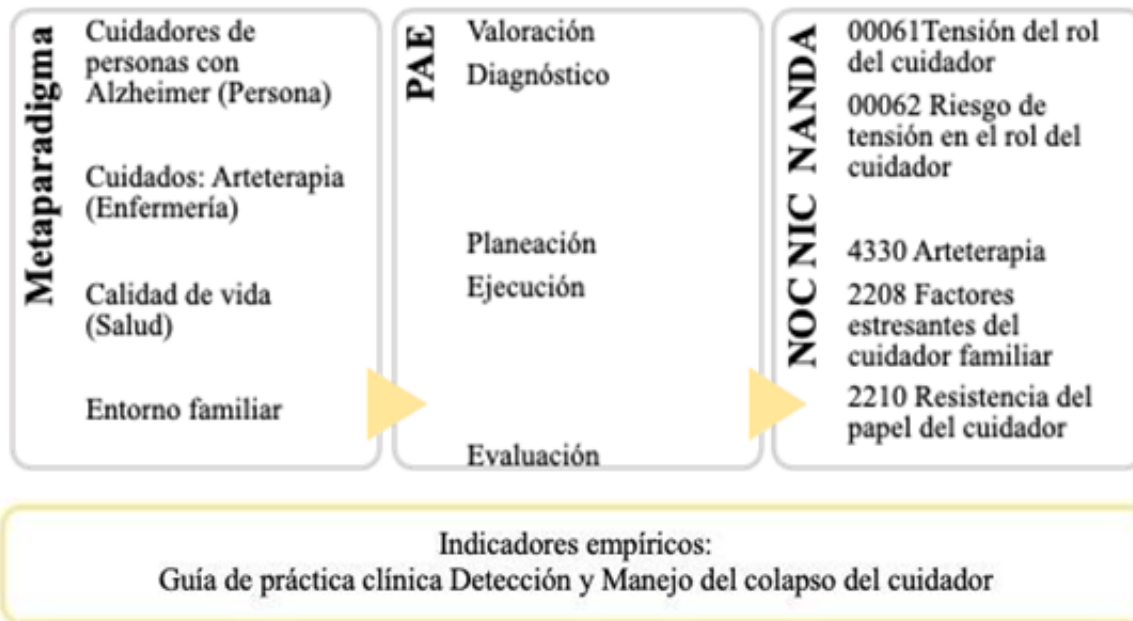 Metaparadigma
Cuidadores de
personas con
Alzheimer (Persona)
Cuidados: Arteterapia
(Enfermería)
Calidad de vida
(Salud)
Entorno familiar
PAE
Valoración
Diagnóstico
Planeación
Ejecución
Evaluación
NOC NIC NANDA
00061Tensión del rol
del cuidador
00062 Riesgo de
tensión en el rol del
cuidador
4330 Arteterapia
2208 Factores
estresantes del
cuidador familiar
2210 Resistencia del
papel del cuidador
Indicadores empíricos:
Guía de práctica clínica Detección y Manejo del colapso del cuidador